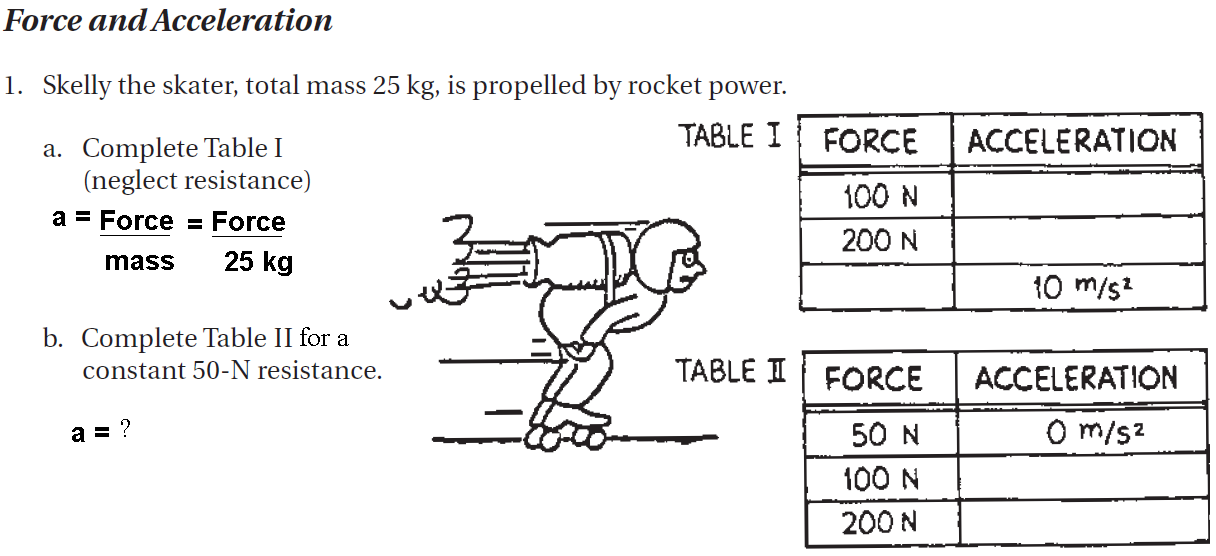 Force and Acceleration
1. Skelly the skater, total mass 25 kg, is propelled by rocket power.
a. Complete Table I
(neglect resistance)
a = Force = Force
mass 25 kg
b. Complete Table II for a
constant 50-N resistance.
a = ?
TABLE I FORCE ACCELERATION
100 N
200 N
10 m/s²
TABLE II FORCE ACCELERATION
50 N 0 m/s²
100 N
200 N